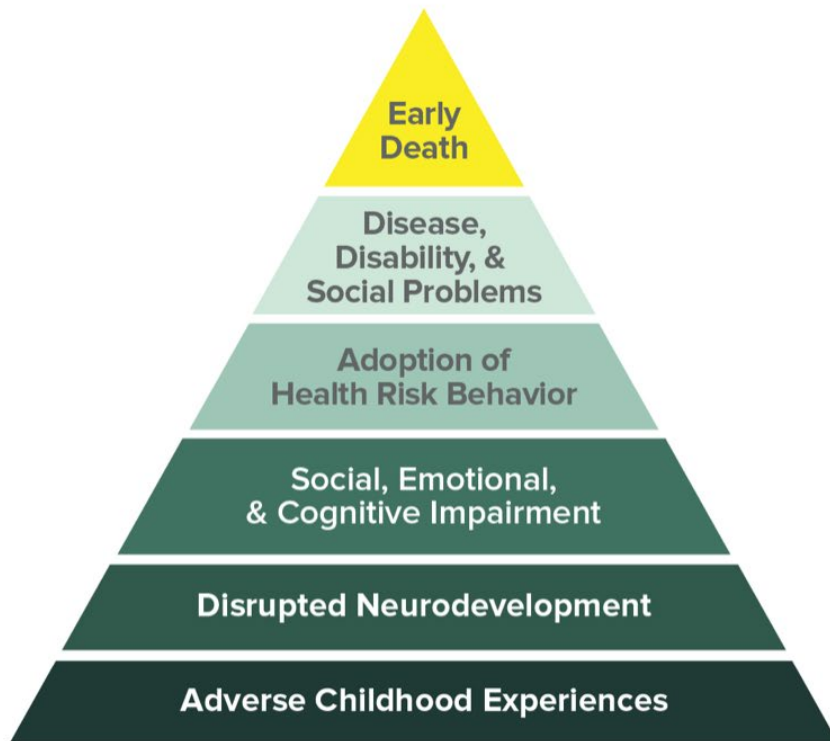 Early
Death
Disease,
Disability, &
Social Problems
Adoption of
Health Risk Behavior
Social, Emotional,
& Cognitive Impairment
Disrupted Neurodevelopment
Adverse Childhood Experiences